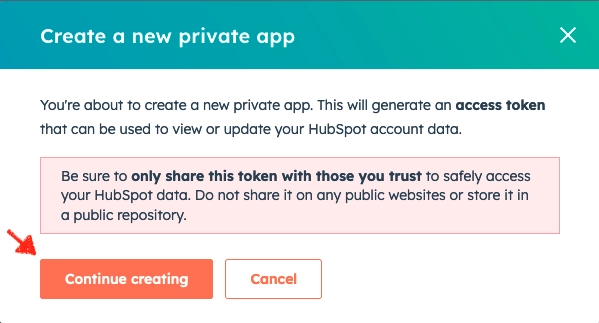 Create a new private app
You're about to create a new private app. This will generate an access token
that can be used to view or update your HubSpot account data.
Be sure to only share this token with those you trust to safely access
your HubSpot data. Do not share it on any public websites or store it in
a public repository.
Continue creating
Cancel